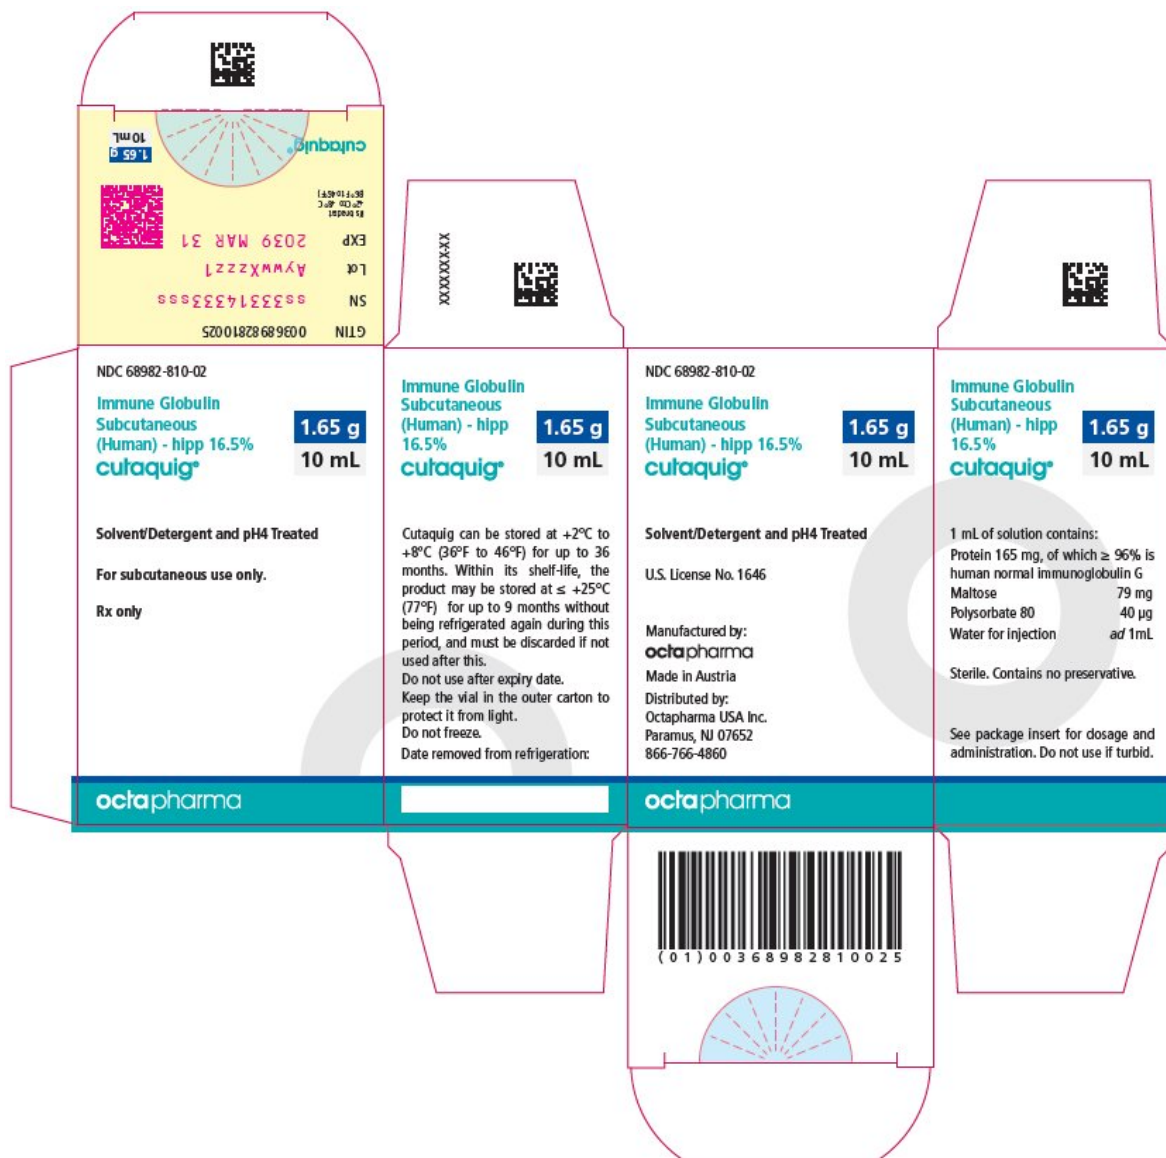 cutaquig®
1.65 g
10 mL
EXP 2039 MAR 31
Lot AywwXzzz1
SN
GTIN 00368982810025
XXXXXXXX-XX
NDC 68982-810-02
Immune Globulin
Subcutaneous
(Human) - hipp 16.5%
cutaquig®
1.65 g
10 mL
Solvent/Detergent and pH4 Treated
For subcutaneous use only.
Rx only
octapharma
Immune Globulin
Subcutaneous
(Human) - hipp
16.5%
cutaquig®
1.65 g
10 mL
Cutaquig can be stored at +2°C to
+8°C (36°F to 46°F) for up to 36
months. Within its shelf-life, the
product may be stored at ≤ +25°C
(77°F) for up to 9 months without
being refrigerated again during this
period, and must be discarded if not
used after this.
Do not use after expiry date.
Keep the vial in the outer carton to
protect it from light.
Do not freeze.
Date removed from refrigeration:
NDC 68982-810-02
Immune Globulin
Subcutaneous
(Human) - hipp 16.5%
cutaquig®
1.65 g
10 mL
Solvent/Detergent and pH4 Treated
U.S. License No. 1646
Manufactured by:
octapharma
Made in Austria
Distributed by:
Octapharma USA Inc.
Paramus, NJ 07652
866-766-4860
octapharma
Immune Globulin
Subcutaneous
(Human) - hipp
16.5%
cutaquig®
1.65 g
10 mL
1 mL of solution contains:
Protein 165 mg, of which ≥ 96% is
human normal immunoglobulin G
Maltose 79 mg
Polysorbate 80 40 µg
Water for injection ad 1mL
Sterile. Contains no preservative.
See package insert for dosage and
administration. Do not use if turbid.
(01)00368982810025